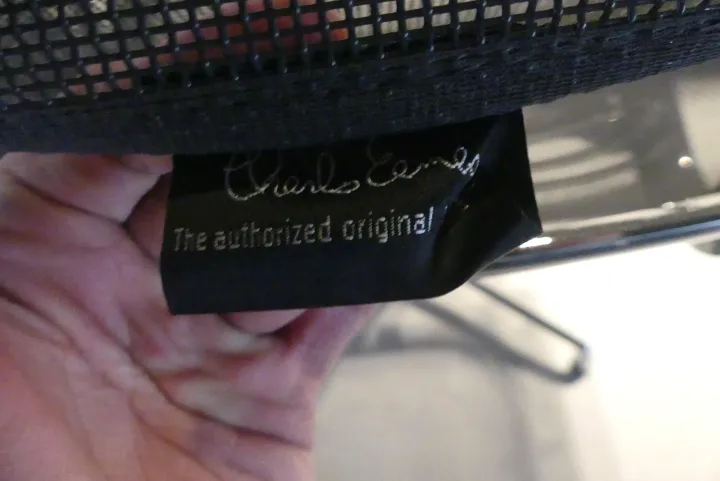 Charles Eames
The authorized original